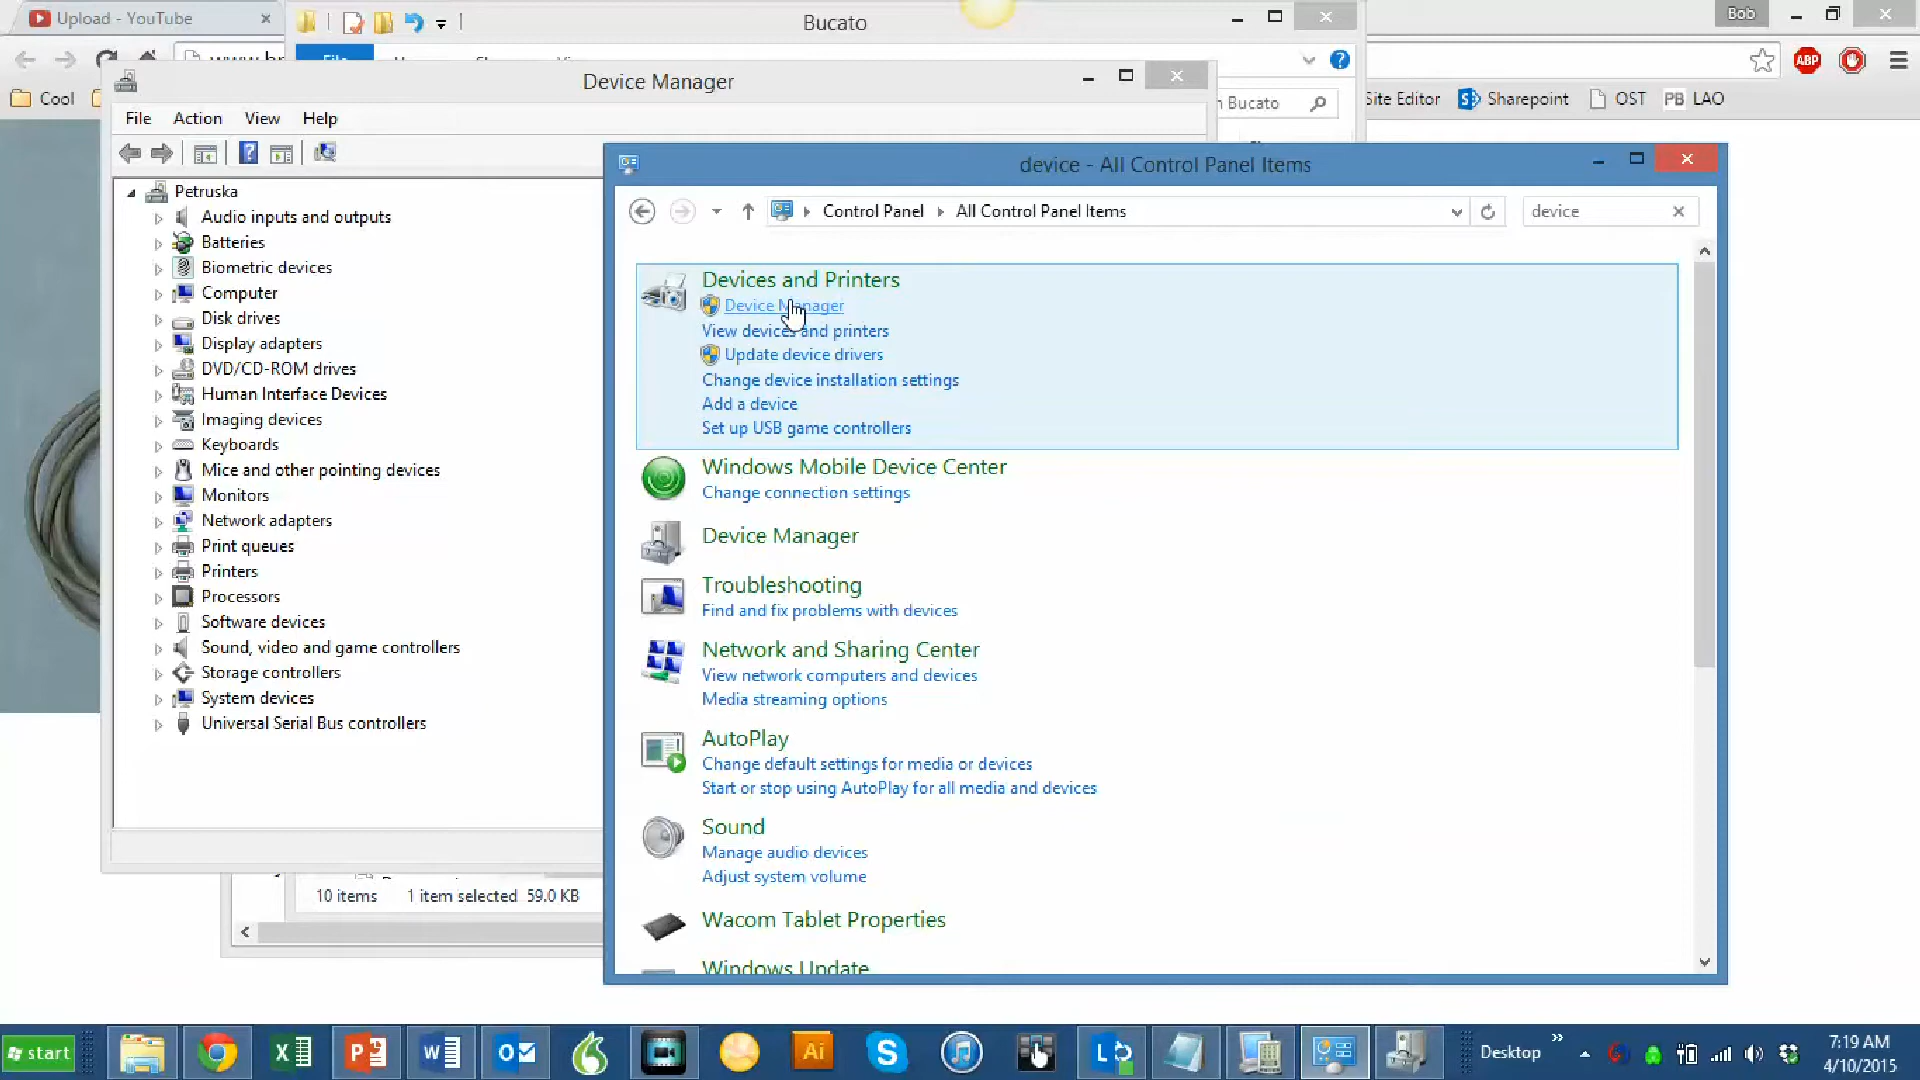 Upload - YouTube
Bucato
Bob
Cool
Site Editor
Sharepoint
OST
PB LAO
Bucato
Device Manager
File Action View Help
Petruska
Audio inputs and outputs
Batteries
Biometric devices
Computer
Disk drives
Display adapters
DVD/CD-ROM drives
Human Interface Devices
Imaging devices
Keyboards
Mice and other pointing devices
Monitors
Network adapters
Print queues
Printers
Processors
Software devices
Sound, video and game controllers
Storage controllers
System devices
Universal Serial Bus controllers
10 items 1 item selected 59.0 KB
device - All Control Panel Items
Control Panel All Control Panel Items
device
Devices and Printers
Device Manager
View devices and printers
Update device drivers
Change device installation settings
Add a device
Set up USB game controllers
Windows Mobile Device Center
Change connection settings
Device Manager
Troubleshooting
Find and fix problems with devices
Network and Sharing Center
View network computers and devices
Media streaming options
AutoPlay
Change default settings for media or devices
Start or stop using AutoPlay for all media and devices
Sound
Manage audio devices
Adjust system volume
Wacom Tablet Properties
Windows Update
start
Ai
Desktop
7:19 AM
4/10/2015